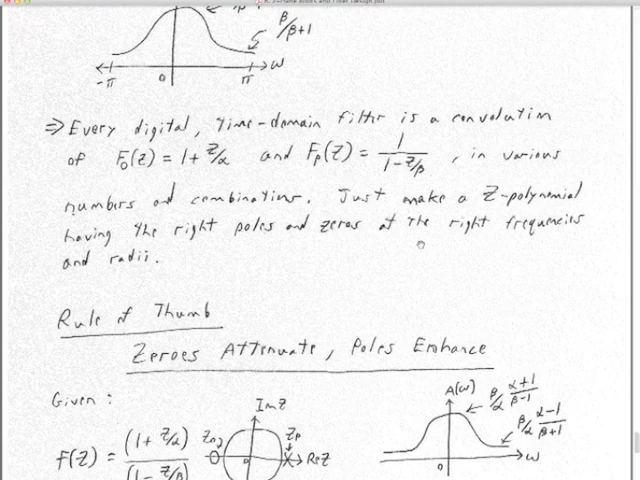 β/β+1
-π 0 π ω
⇒ Every digital, time-domain filter is a convolution
of F₀(Z) = 1 + Z/α and Fp(Z) = 1/(1-Z/β), in various
numbers and combinations. Just make a Z-polynomial
having the right poles and zeros at the right frequencies
and radii.
Rule of Thumb
Zeroes Attenuate, Poles Enhance
Given:
F(Z) = (1 + Z/α)/(1 - Z/β)
Im Z
Zp
Re Z
A(ω)
β/α α+1/β-1
β/α α-1/β+1
0 ω